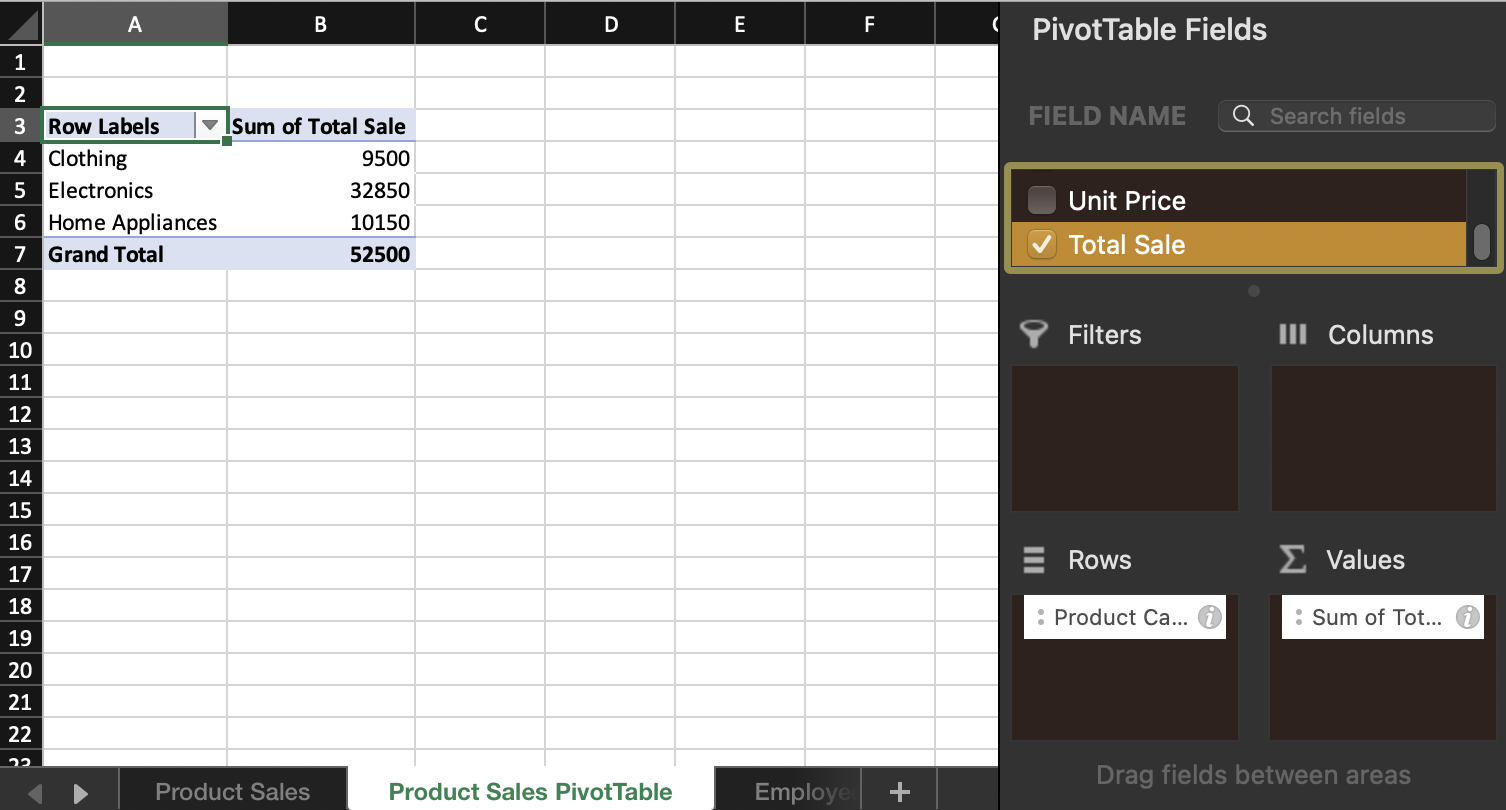 A B C D E F
PivotTable Fields
FIELD NAME Search fields
1
2
3 Row Labels Sum of Total Sale
4 Clothing 9500
5 Electronics 32850
6 Home Appliances 10150
7 Grand Total 52500
8
9
10
11
12
13
14
15
16
17
18
19
20
21
22
23
Unit Price
Total Sale
Filters Columns
Rows Values
Product Ca... Sum of Tot...
Drag fields between areas
Product Sales Product Sales PivotTable Employe